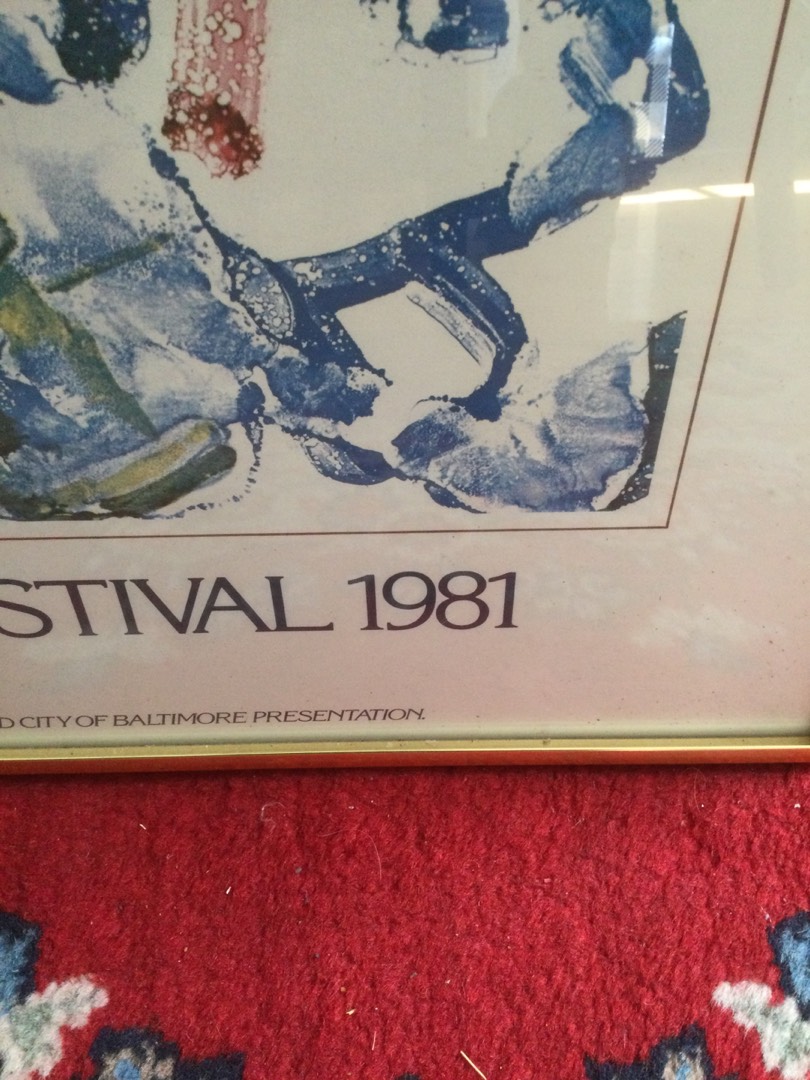 STIVAL 1981
D CITY OF BALTIMORE PRESENTATION.